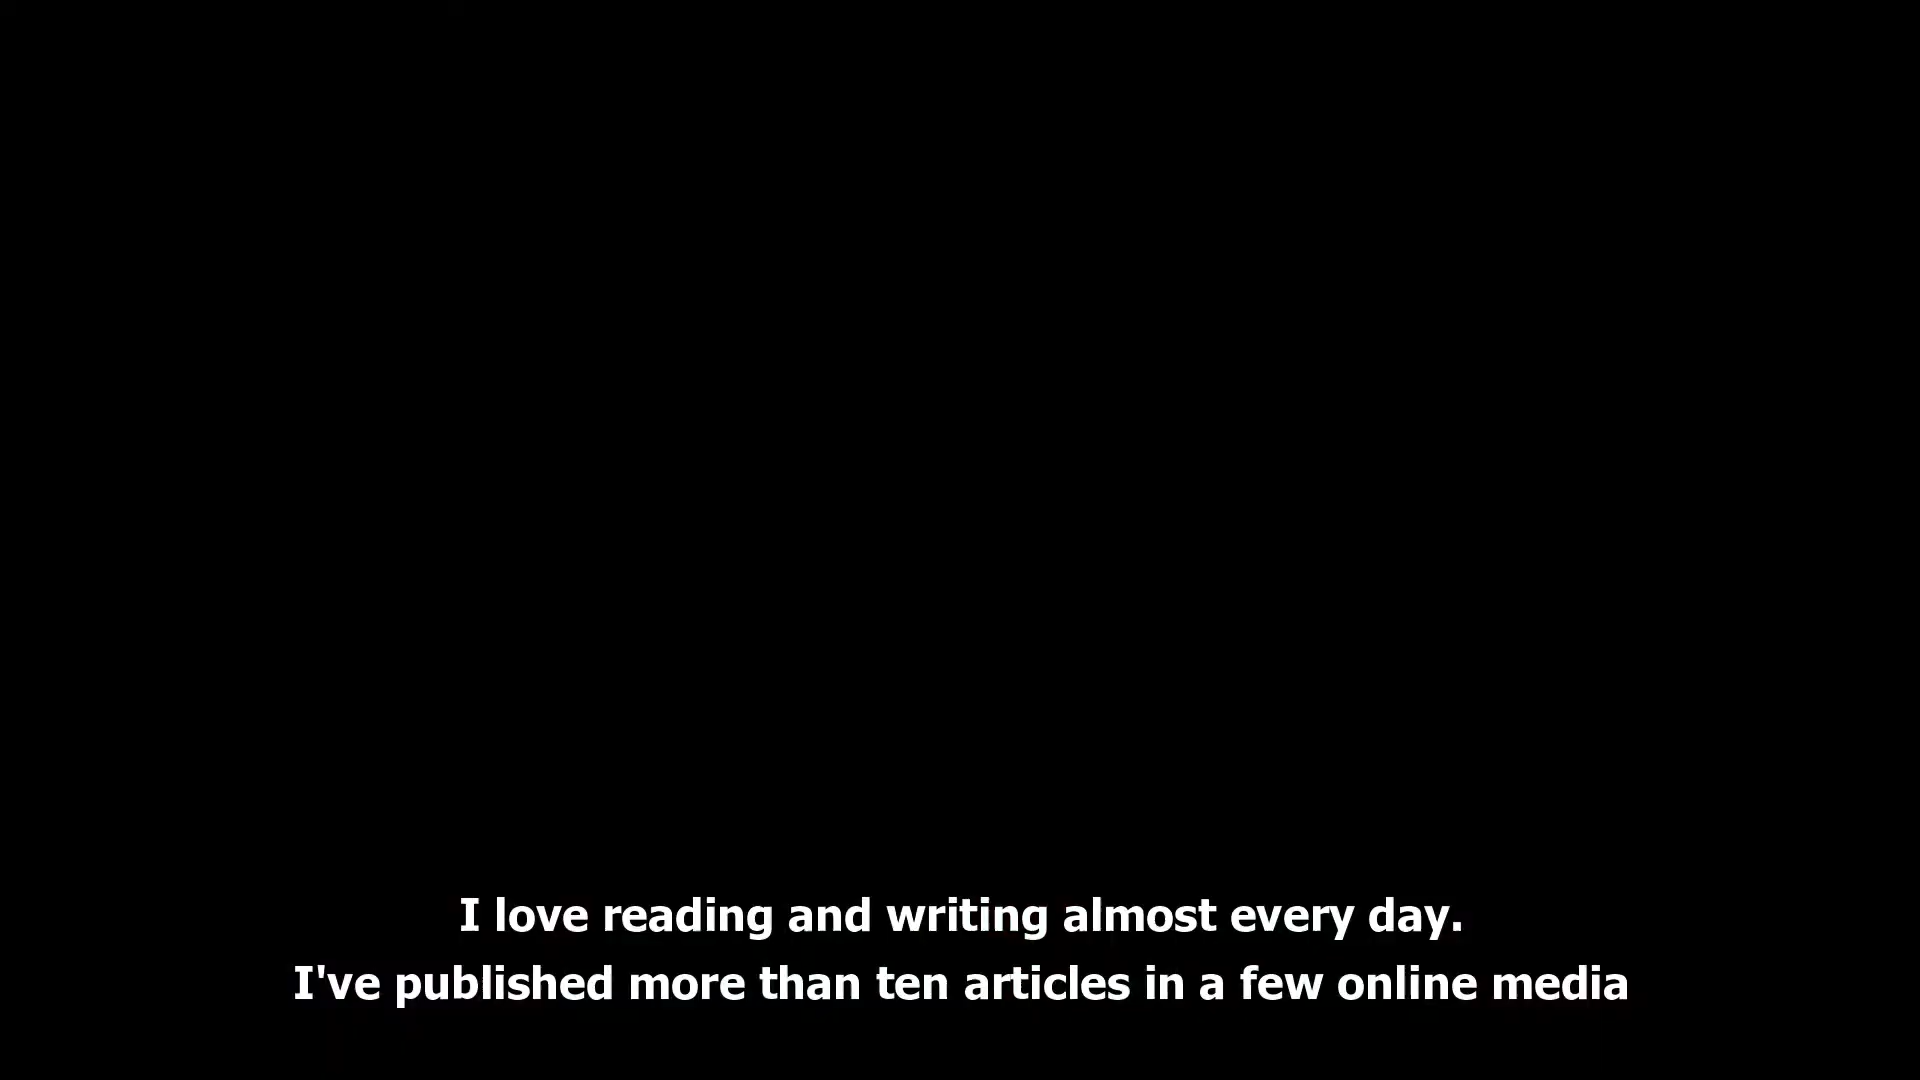 I love reading and writing almost every day.
I've published more than ten articles in a few online media